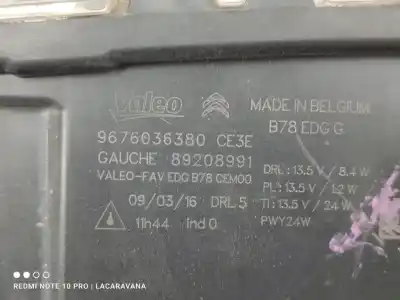 Valeo
MADE IN BELGIUM
B78 EDG G
9676036380 CE3E
GAUCHE 89208991
VALEO-FAV EDG B78 CEM00
DRL : 13.5 V / 8.4 W
PL : 13.5 V / 1.2 W
TI : 13.5 V / 24 W
PWY24W
09/03/16 DRL 5
11h44 ind 0
REDMI NOTE 10 PRO | LACARAVANA